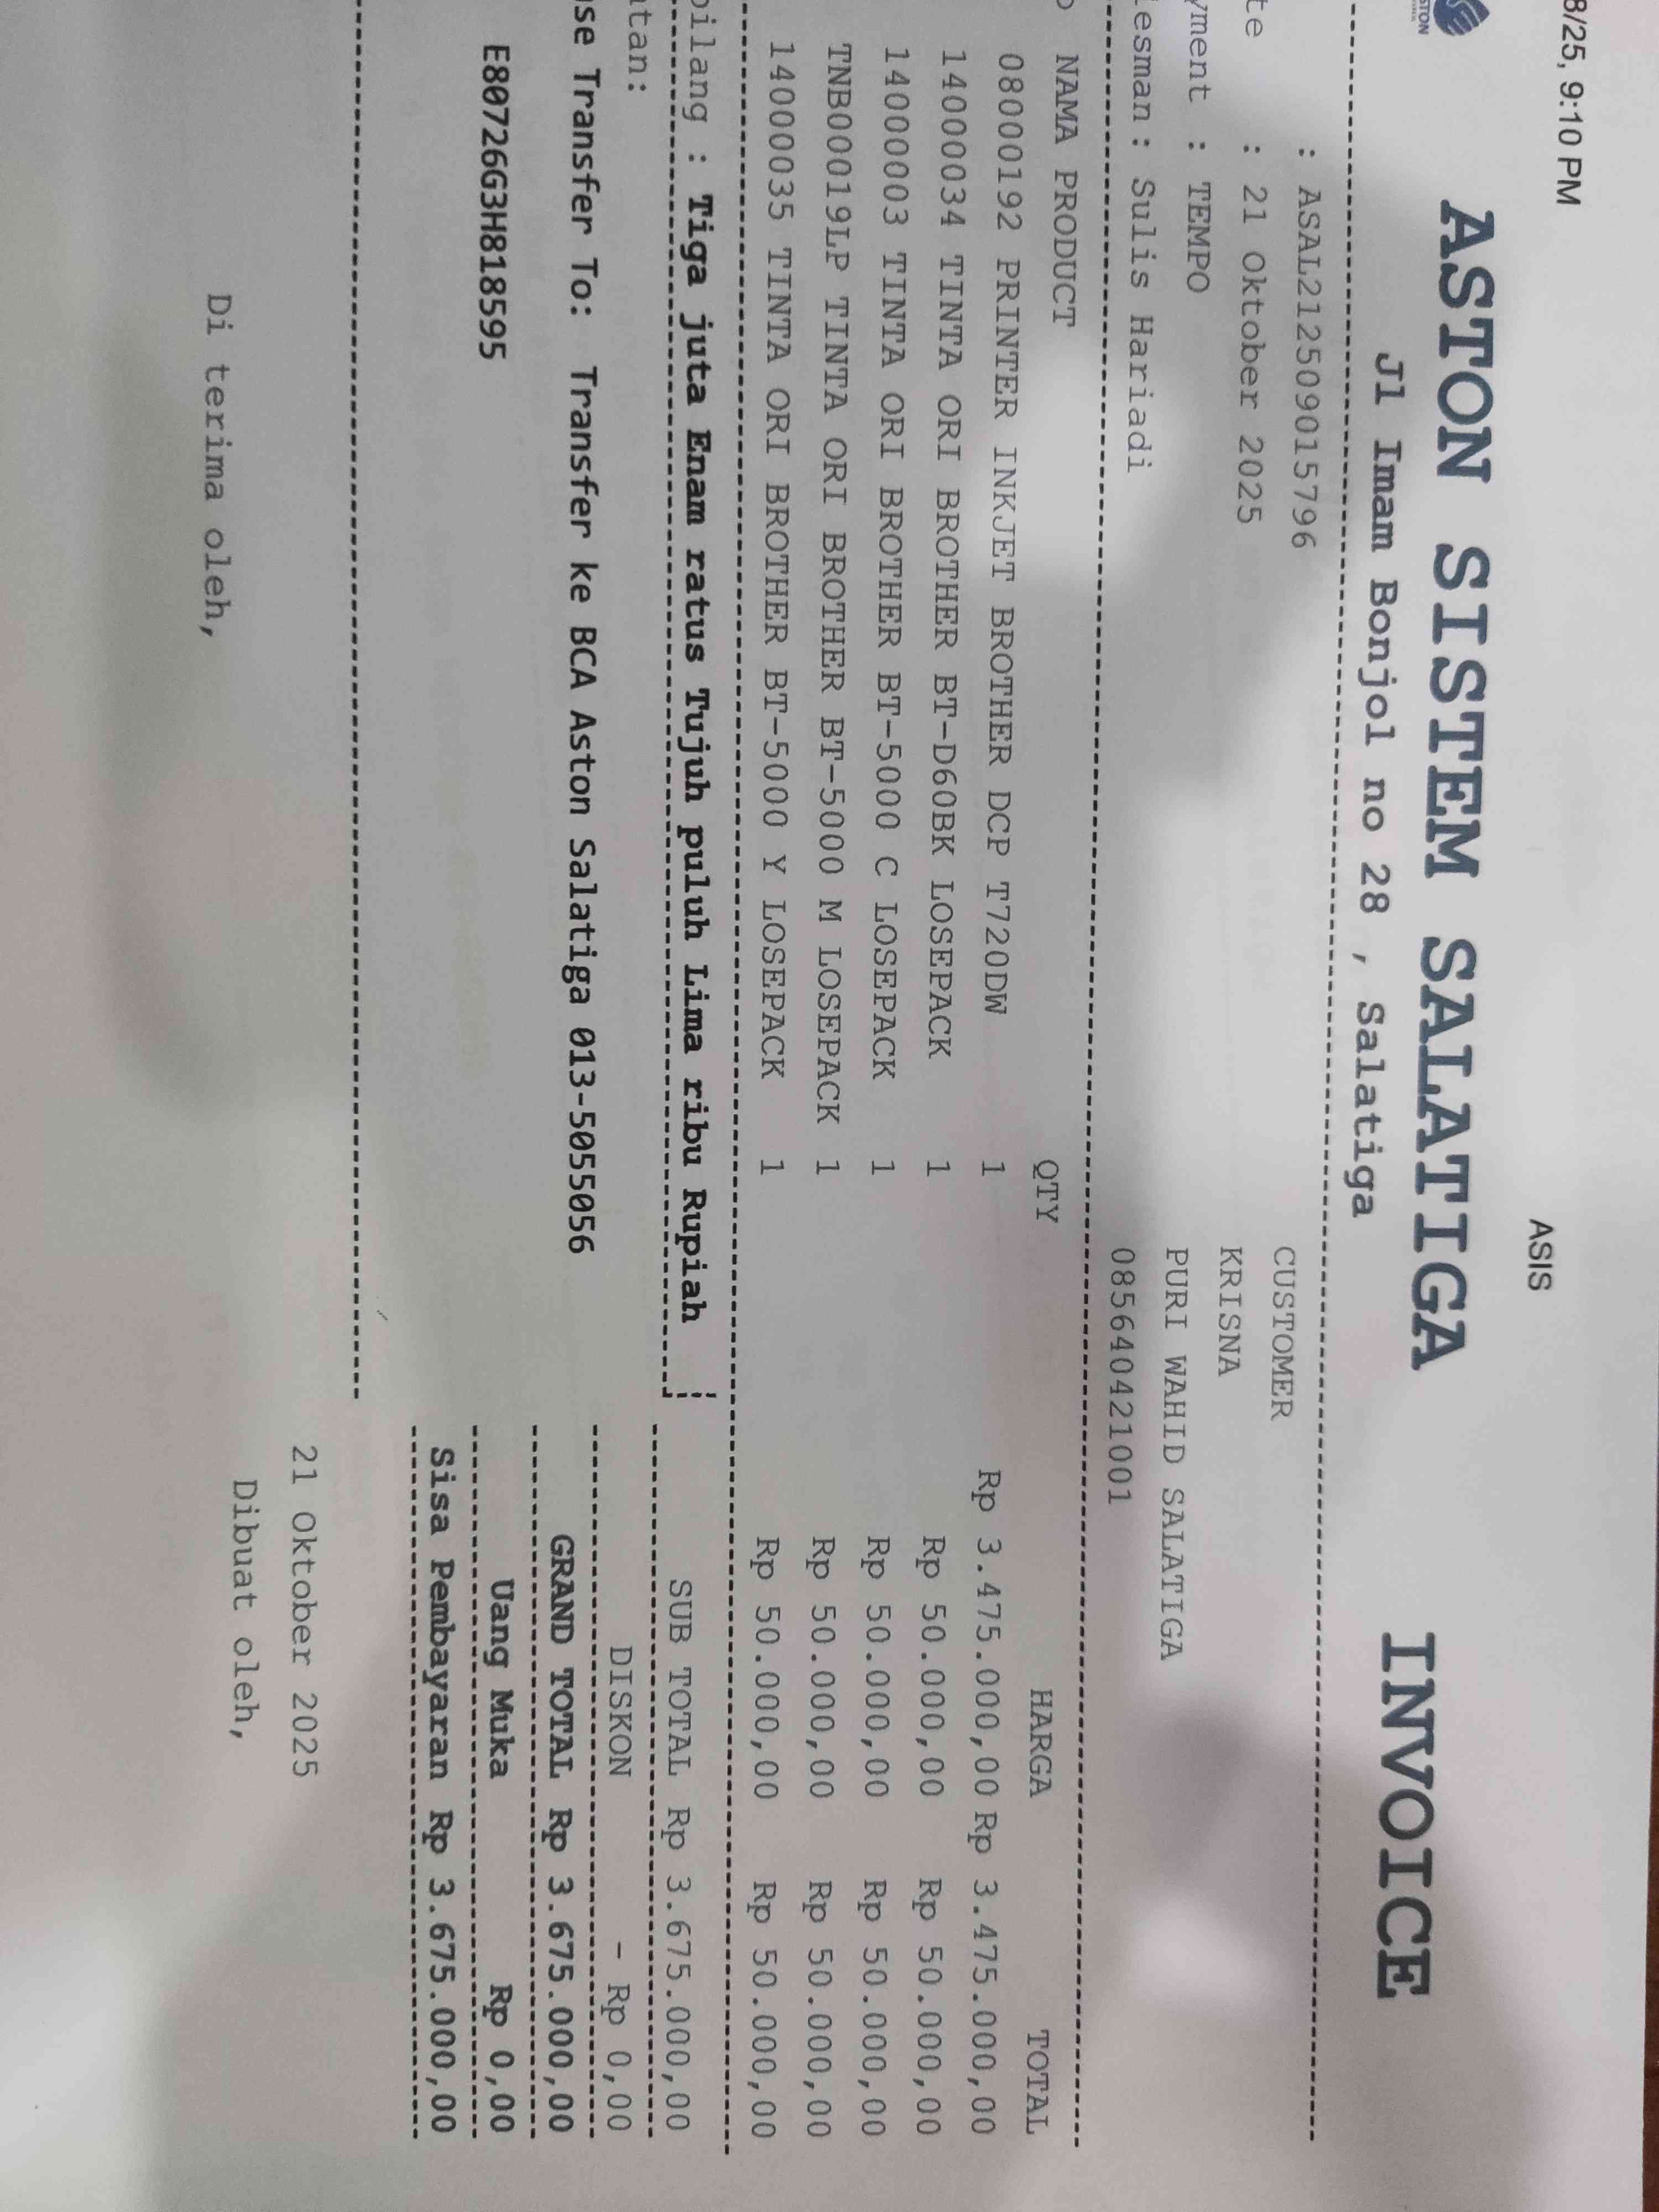 8/25, 9:10 PM
ASIS
ASTON SISTEM SALATIGA
INVOICE
Jl Imam Bonjol no 28 , Salatiga
: ASAL212509015796
CUSTOMER
te : 21 Oktober 2025
KRISNA
yment : TEMPO
PURI WAHID SALATIGA
lesman : Sulis Hariadi
085640421001
NAMA PRODUCT QTY HARGA TOTAL
08000192 PRINTER INKJET BROTHER DCP T720DW 1 Rp 3.475.000,00 Rp 3.475.000,00
14000034 TINTA ORI BROTHER BT-D60BK LOSEPACK 1 Rp 50.000,00 Rp 50.000,00
14000003 TINTA ORI BROTHER BT-5000 C LOSEPACK 1 Rp 50.000,00 Rp 50.000,00
TNB00019LP TINTA ORI BROTHER BT-5000 M LOSEPACK 1 Rp 50.000,00 Rp 50.000,00
14000035 TINTA ORI BROTHER BT-5000 Y LOSEPACK 1 Rp 50.000,00 Rp 50.000,00
bilang : Tiga juta Enam ratus Tujuh puluh Lima ribu Rupiah
SUB TOTAL Rp 3.675.000,00
atan:
DISKON - Rp 0,00
se Transfer To: Transfer ke BCA Aston Salatiga 013-5055056
GRAND TOTAL Rp 3.675.000,00
E80726G3H818595
Uang Muka Rp 0,00
Sisa Pembayaran Rp 3.675.000,00
21 Oktober 2025
Di terima oleh,
Dibuat oleh,